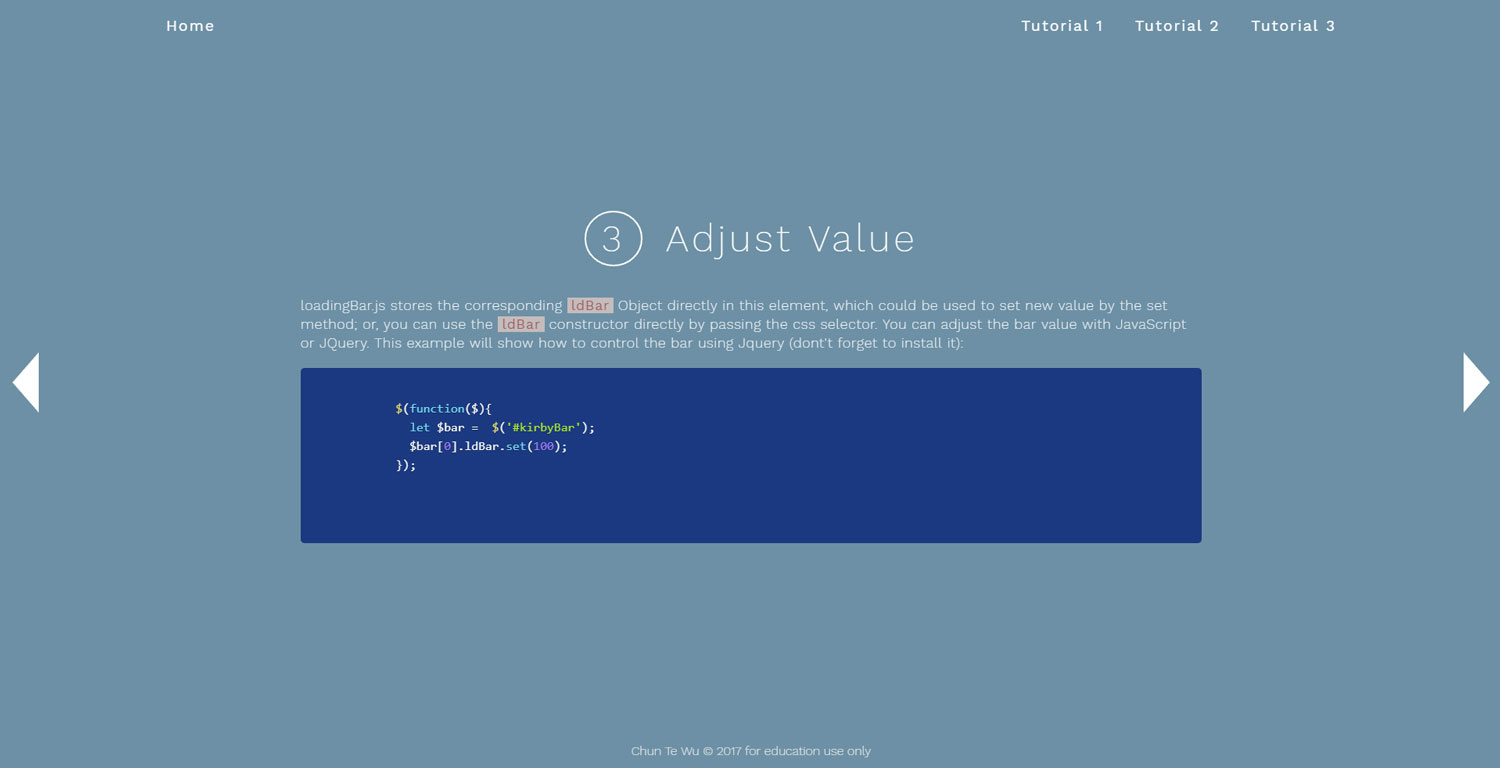 Home Tutorial 1 Tutorial 2 Tutorial 3
3 Adjust Value
loadingBar.js stores the corresponding ldBar Object directly in this element, which could be used to set new value by the set
method; or, you can use the ldBar constructor directly by passing the css selector. You can adjust the bar value with JavaScript
or JQuery. This example will show how to control the bar using Jquery (dont't forget to install it):
$(function($){
  let $bar =  $('#kirbyBar');
  $bar[0].ldBar.set(100);
});
Chun Te Wu © 2017 for education use only